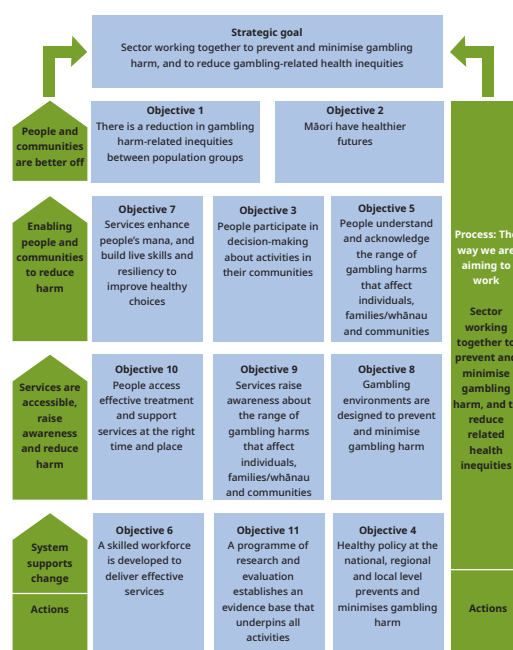 Strategic goal
Sector working together to prevent and minimise gambling
harm, and to reduce gambling-related health inequities
People and
communities
are better off
Objective 1
There is a reduction in gambling
harm-related inequities
between population groups
Objective 2
Māori have healthier
futures
Enabling
people and
communities
to reduce
harm
Objective 7
Services enhance
people's mana, and
build live skills and
resiliency to
improve healthy
choices
Objective 3
People participate in
decision-making
about activities in
their communities
Objective 5
People understand
and acknowledge
the range of
gambling harms
that affect
individuals,
families/whānau
and communities
Services are
accessible,
raise
awareness
and reduce
harm
Objective 10
People access
effective treatment
and support
services at the right
time and place
Objective 9
Services raise
awareness about
the range of
gambling harms
that affect
individuals,
families/whānau
and communities
Objective 8
Gambling
environments are
designed to prevent
and minimise
gambling harm
System
supports
change
Actions
Objective 6
A skilled workforce
is developed to
deliver effective
services
Objective 11
A programme of
research and
evaluation
establishes an
evidence base that
underpins all
activities
Objective 4
Healthy policy at the
national, regional
and local level
prevents and
minimises gambling
harm
Process:
way we are
aiming to
work
Sector
working
together
prevent
minimise
gambling
harm, and
reduce
related
health
inequities
Actions